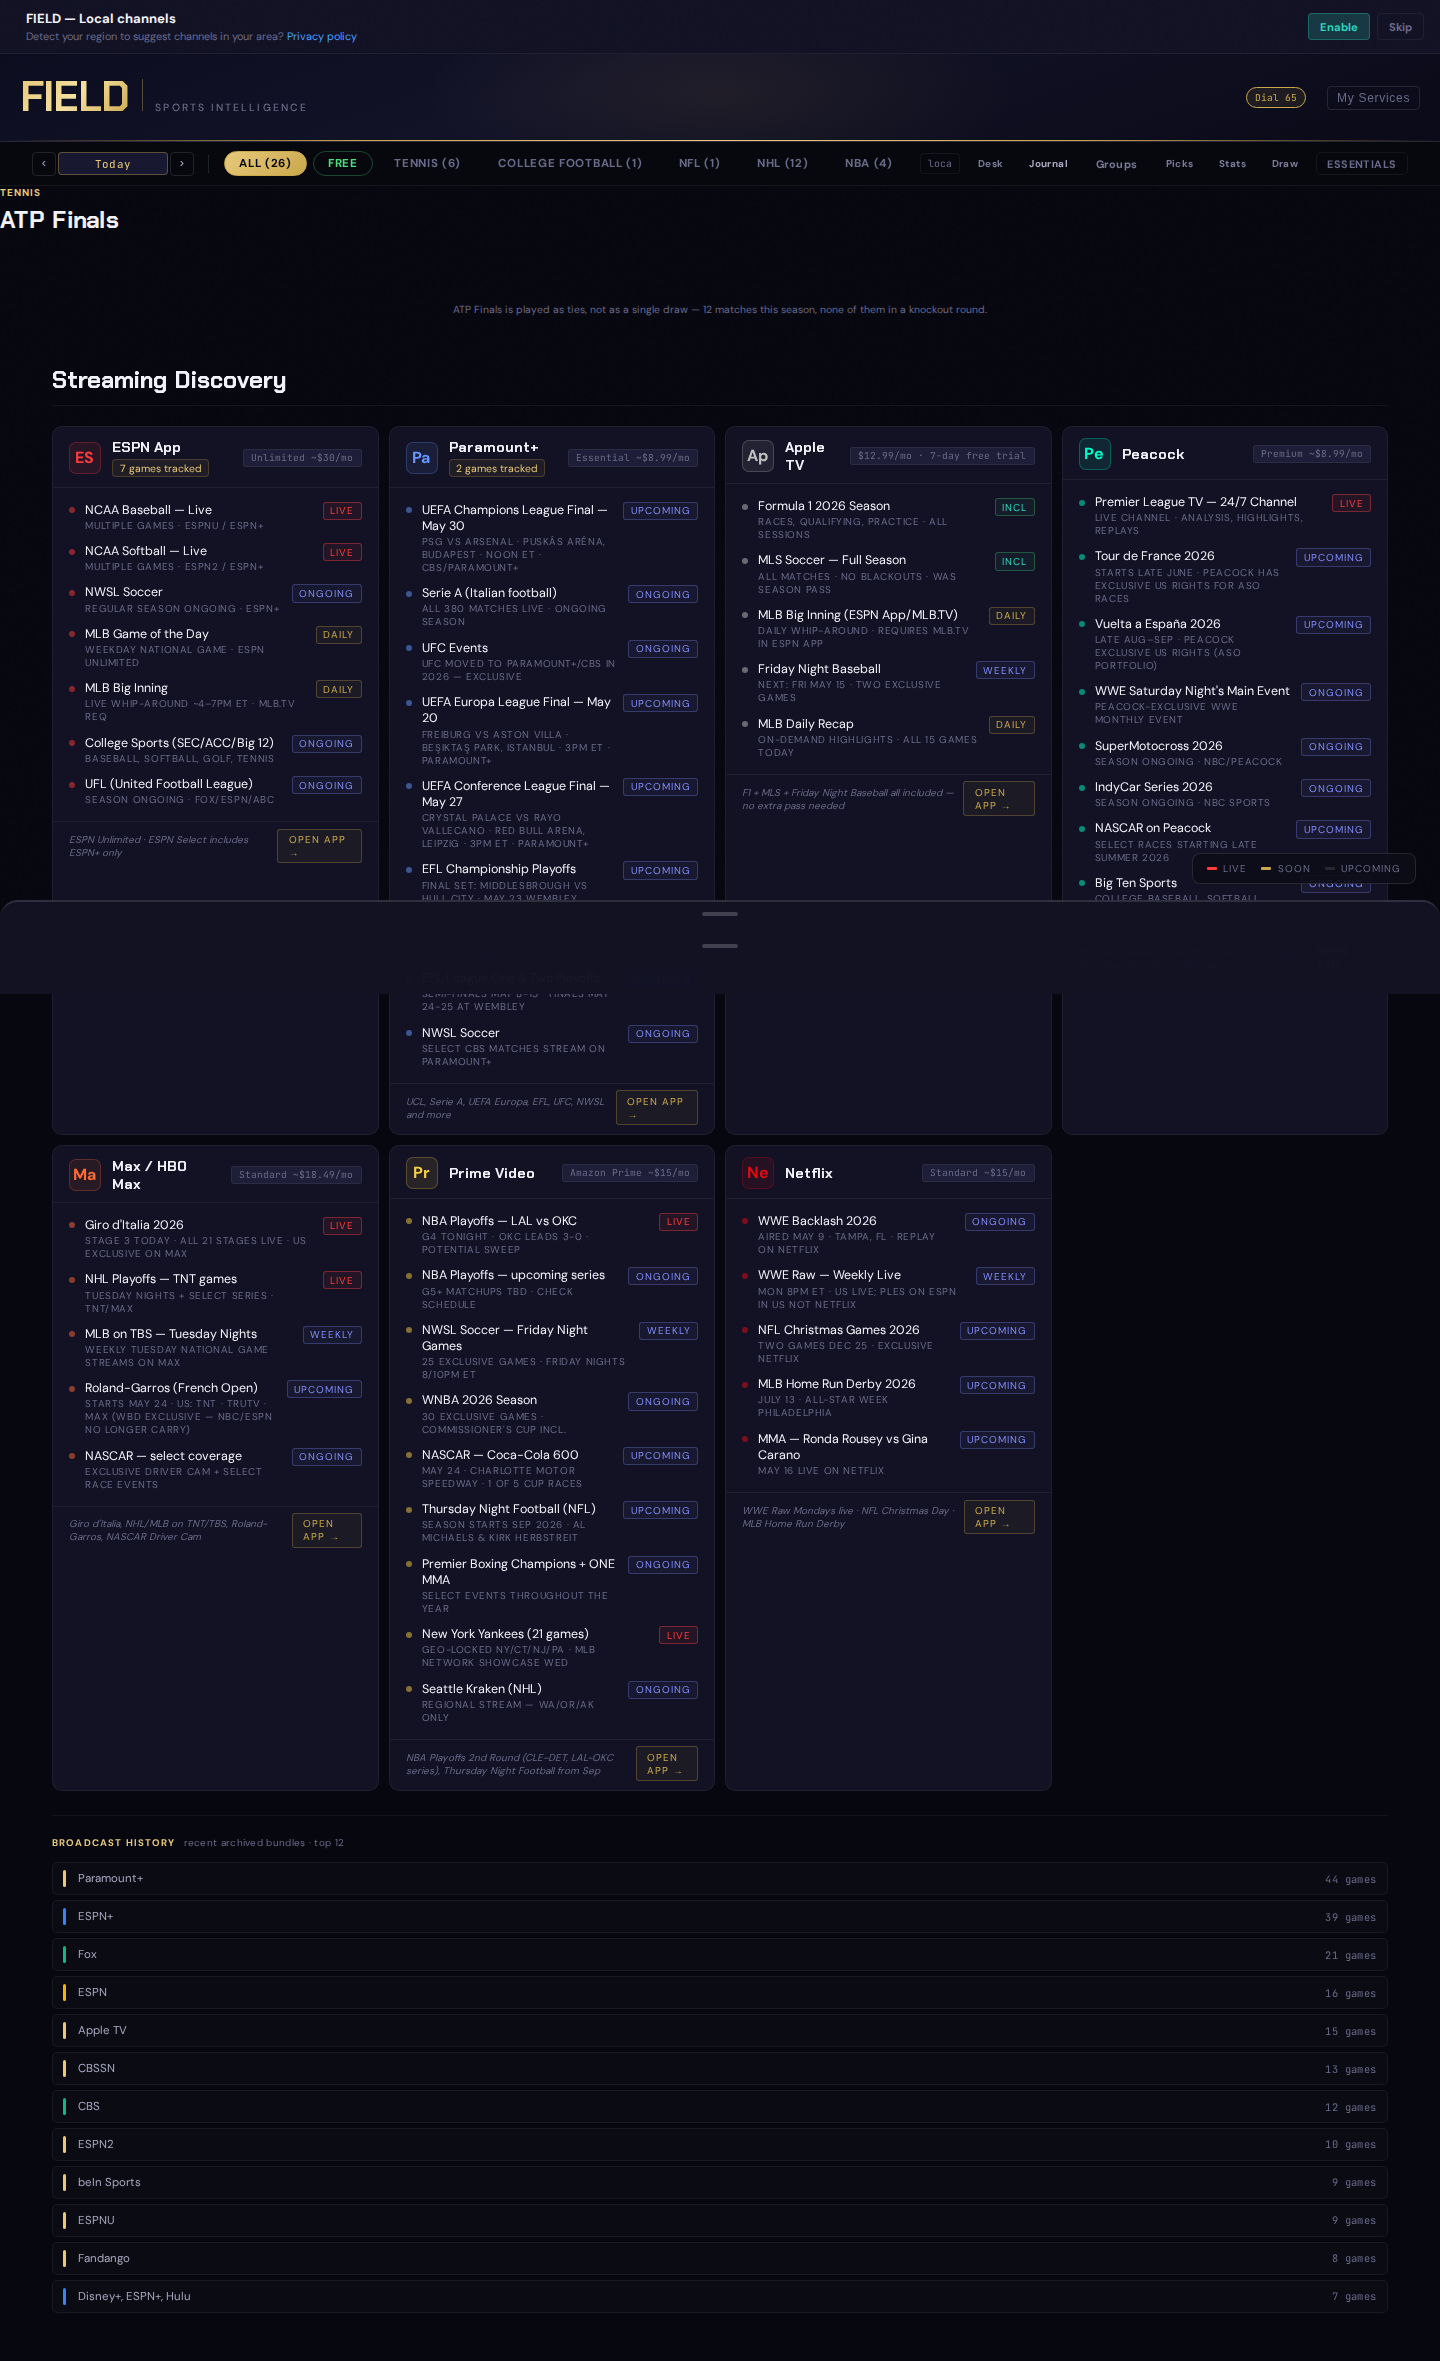 FIELD — Local channels
Detect your region to suggest channels in your area? Privacy policy
Enable
Skip
FIELD
SPORTS INTELLIGENCE
Dial 65
My Services
‹
Today
›
ALL (26)
FREE
TENNIS (6)
COLLEGE FOOTBALL (1)
NFL (1)
NHL (12)
NBA (4)
loca
Desk
Journal
Groups
Picks
Stats
Draw
ESSENTIALS
TENNIS
ATP Finals
ATP Finals is played as ties, not as a single draw — 12 matches this season, none of them in a knockout round.
Streaming Discovery
ES
ESPN App
7 games tracked
Unlimited ~$30/mo
NCAA Baseball — Live
LIVE
MULTIPLE GAMES · ESPNU / ESPN+
NCAA Softball — Live
LIVE
MULTIPLE GAMES · ESPN2 / ESPN+
NWSL Soccer
ONGOING
REGULAR SEASON ONGOING · ESPN+
MLB Game of the Day
DAILY
WEEKDAY NATIONAL GAME · ESPN
UNLIMITED
MLB Big Inning
DAILY
LIVE WHIP-AROUND ~4–7PM ET · MLB.TV
REQ
College Sports (SEC/ACC/Big 12)
ONGOING
BASEBALL, SOFTBALL, GOLF, TENNIS
UFL (United Football League)
ONGOING
SEASON ONGOING · FOX/ESPN/ABC
ESPN Unlimited · ESPN Select includes
ESPN+ only
OPEN APP
→
Pa
Paramount+
2 games tracked
Essential ~$8.99/mo
UEFA Champions League Final —
May 30
UPCOMING
PSG VS ARSENAL · PUSKÁS ARÉNA,
BUDAPEST · NOON ET ·
CBS/PARAMOUNT+
Serie A (Italian football)
ONGOING
ALL 380 MATCHES LIVE · ONGOING
SEASON
UFC Events
ONGOING
UFC MOVED TO PARAMOUNT+/CBS IN
2026 — EXCLUSIVE
UEFA Europa League Final — May
20
UPCOMING
FREIBURG VS ASTON VILLA ·
BEŞIKTAŞ PARK, ISTANBUL · 3PM ET ·
PARAMOUNT+
UEFA Conference League Final —
May 27
UPCOMING
CRYSTAL PALACE VS RAYO
VALLECANO · RED BULL ARENA,
LEIPZIG · 3PM ET · PARAMOUNT+
EFL Championship Playoffs
UPCOMING
FINAL SET: MIDDLESBROUGH VS
HULL CITY · MAY 23 WEMBLEY
SEMI-FINALS MAY 8-15 · FINALS MAY
24-25 AT WEMBLEY
NWSL Soccer
ONGOING
SELECT CBS MATCHES STREAM ON
PARAMOUNT+
UCL, Serie A, UEFA Europa, EFL, UFC, NWSL
and more
OPEN APP
→
Ap
Apple
TV
$12.99/mo · 7-day free trial
Formula 1 2026 Season
INCL
RACES, QUALIFYING, PRACTICE · ALL
SESSIONS
MLS Soccer — Full Season
INCL
ALL MATCHES · NO BLACKOUTS · WAS
SEASON PASS
MLB Big Inning (ESPN App/MLB.TV)
DAILY
DAILY WHIP-AROUND · REQUIRES MLB.TV
IN ESPN APP
Friday Night Baseball
WEEKLY
NEXT: FRI MAY 15 · TWO EXCLUSIVE
GAMES
MLB Daily Recap
DAILY
ON-DEMAND HIGHLIGHTS · ALL 15 GAMES
TODAY
F1 + MLS + Friday Night Baseball all included —
no extra pass needed
OPEN
APP →
Pe
Peacock
Premium ~$8.99/mo
Premier League TV — 24/7 Channel
LIVE
LIVE CHANNEL · ANALYSIS, HIGHLIGHTS,
REPLAYS
Tour de France 2026
UPCOMING
STARTS LATE JUNE · PEACOCK HAS
EXCLUSIVE US RIGHTS FOR ASO
RACES
Vuelta a España 2026
UPCOMING
LATE AUG–SEP · PEACOCK
EXCLUSIVE US RIGHTS (ASO
PORTFOLIO)
WWE Saturday Night's Main Event
ONGOING
PEACOCK-EXCLUSIVE WWE
MONTHLY EVENT
SuperMotocross 2026
ONGOING
SEASON ONGOING · NBC/PEACOCK
IndyCar Series 2026
ONGOING
SEASON ONGOING · NBC SPORTS
NASCAR on Peacock
UPCOMING
SELECT RACES STARTING LATE
SUMMER 2026
Big Ten Sports
ONGOING
COLLEGE BASEBALL, SOFTBALL
LIVE
SOON
UPCOMING
Ma
Max / HBO
Max
Standard ~$18.49/mo
Giro d'Italia 2026
LIVE
STAGE 3 TODAY · ALL 21 STAGES LIVE · US
EXCLUSIVE ON MAX
NHL Playoffs — TNT games
LIVE
TUESDAY NIGHTS + SELECT SERIES ·
TNT/MAX
MLB on TBS — Tuesday Nights
WEEKLY
WEEKLY TUESDAY NATIONAL GAME
STREAMS ON MAX
Roland-Garros (French Open)
UPCOMING
STARTS MAY 24 · US: TNT · TRUTV ·
MAX (WBD EXCLUSIVE — NBC/ESPN
NO LONGER CARRY)
NASCAR — select coverage
ONGOING
EXCLUSIVE DRIVER CAM + SELECT
RACE EVENTS
Giro d'Italia, NHL/MLB on TNT/TBS, Roland-
Garros, NASCAR Driver Cam
OPEN
APP →
Pr
Prime Video
Amazon Prime ~$15/mo
NBA Playoffs — LAL vs OKC
LIVE
G4 TONIGHT · OKC LEADS 3-0 ·
POTENTIAL SWEEP
NBA Playoffs — upcoming series
ONGOING
G5+ MATCHUPS TBD · CHECK
SCHEDULE
NWSL Soccer — Friday Night
Games
WEEKLY
25 EXCLUSIVE GAMES · FRIDAY NIGHTS
8/10PM ET
WNBA 2026 Season
ONGOING
30 EXCLUSIVE GAMES ·
COMMISSIONER'S CUP INCL.
NASCAR — Coca-Cola 600
UPCOMING
MAY 24 · CHARLOTTE MOTOR
SPEEDWAY · 1 OF 5 CUP RACES
Thursday Night Football (NFL)
UPCOMING
SEASON STARTS SEP 2026 · AL
MICHAELS & KIRK HERBSTREIT
Premier Boxing Champions + ONE
MMA
ONGOING
SELECT EVENTS THROUGHOUT THE
YEAR
New York Yankees (21 games)
LIVE
GEO-LOCKED NY/CT/NJ/PA · MLB
NETWORK SHOWCASE WED
Seattle Kraken (NHL)
ONGOING
REGIONAL STREAM — WA/OR/AK
ONLY
NBA Playoffs 2nd Round (CLE-DET, LAL-OKC
series), Thursday Night Football from Sep
OPEN
APP →
Ne
Netflix
Standard ~$15/mo
WWE Backlash 2026
ONGOING
AIRED MAY 9 · TAMPA, FL · REPLAY
ON NETFLIX
WWE Raw — Weekly Live
WEEKLY
MON 8PM ET · US LIVE; PLES ON ESPN
IN US NOT NETFLIX
NFL Christmas Games 2026
UPCOMING
TWO GAMES DEC 25 · EXCLUSIVE
NETFLIX
MLB Home Run Derby 2026
UPCOMING
JULY 13 · ALL-STAR WEEK
PHILADELPHIA
MMA — Ronda Rousey vs Gina
Carano
UPCOMING
MAY 16 LIVE ON NETFLIX
WWE Raw Mondays live · NFL Christmas Day ·
MLB Home Run Derby
OPEN
APP →
BROADCAST HISTORY recent archived bundles · top 12
Paramount+
44 games
ESPN+
39 games
Fox
21 games
ESPN
16 games
Apple TV
15 games
CBSSN
13 games
CBS
12 games
ESPN2
10 games
beIn Sports
9 games
ESPNU
9 games
Fandango
8 games
Disney+, ESPN+, Hulu
7 games